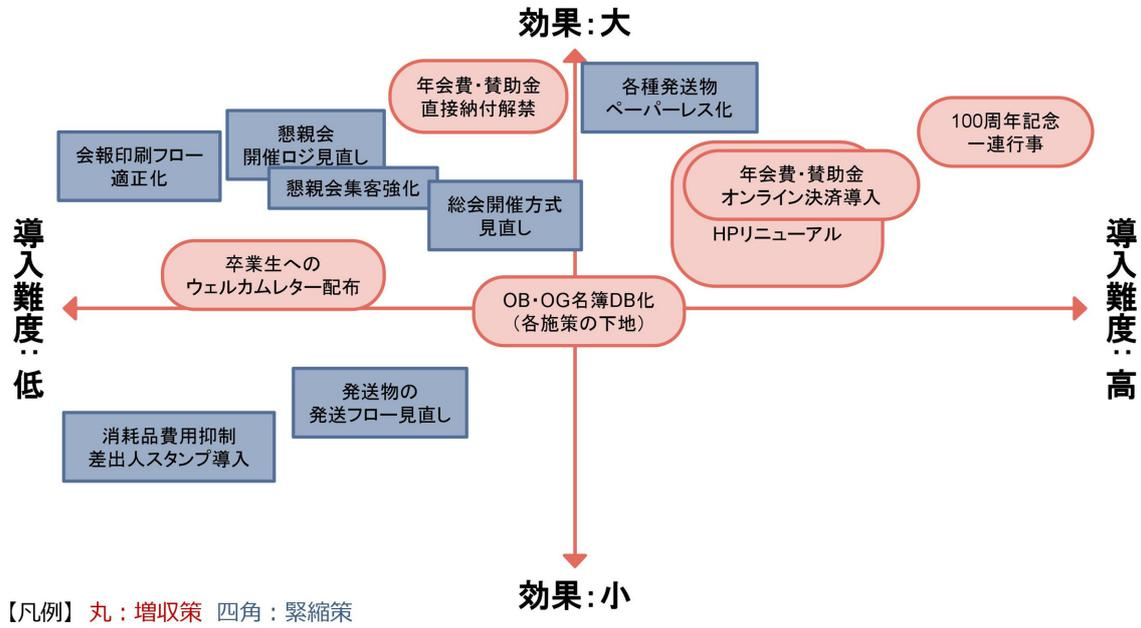 効果：大
年会費・賛助金
直接納付解禁
各種発送物
ペーパーレス化
100周年記念
一連行事
懇親会
開催ロジ見直し
会報印刷フロー
適正化
懇親会集客強化
総会開催方式
見直し
年会費・賛助金
オンライン決済導入
HPリニューアル
導入難度：低
導入難度：高
卒業生への
ウェルカムレター配布
OB・OG名簿DB化
（各施策の下地）
発送物の
発送フロー見直し
消耗品費用抑制
差出人スタンプ導入
効果：小
【凡例】 丸：増収策 四角：緊縮策